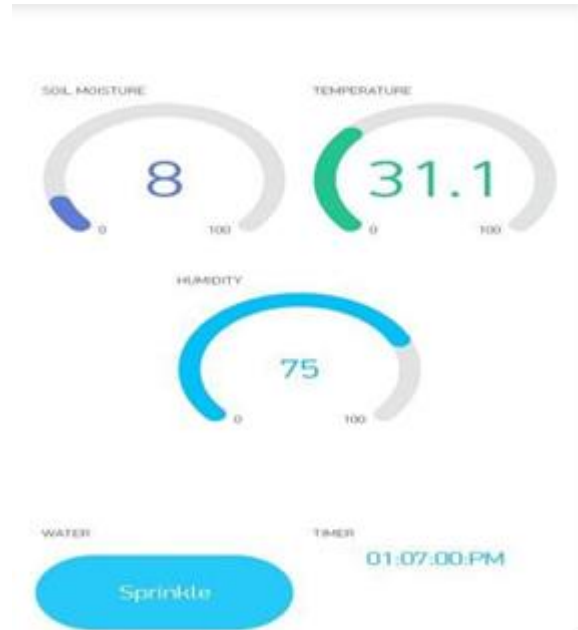 SOIL MOISTURE
8
0 100
TEMPERATURE
31.1
0 100
HUMIDITY
75
0 100
WATER
Sprinkle
TIMER
01:07:00:PM